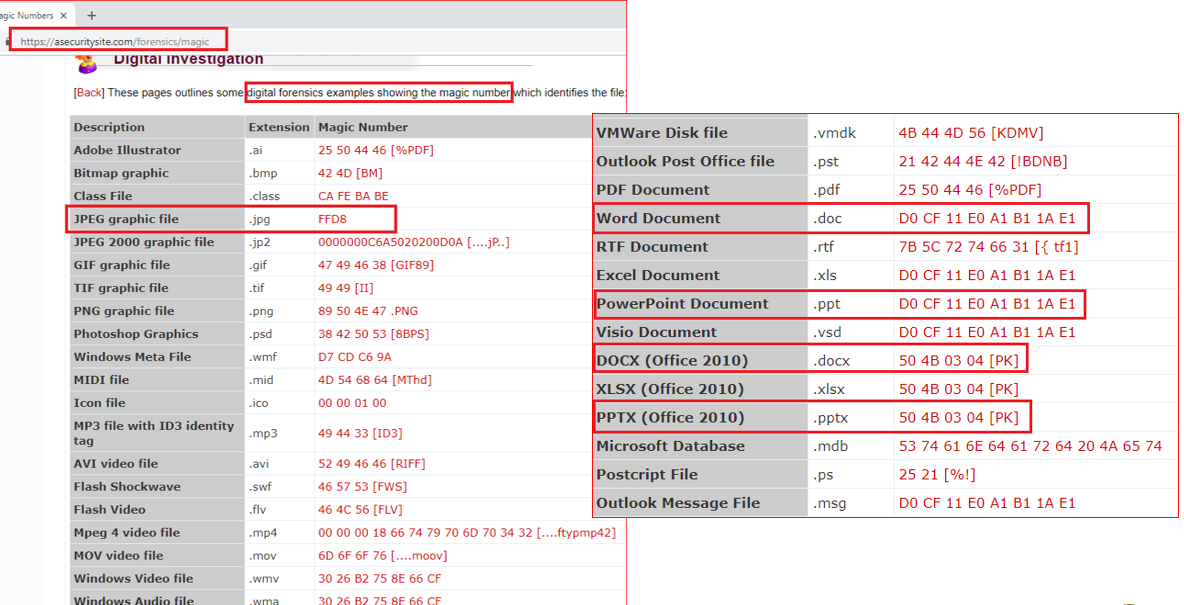 agic Numbers × +
https://asecuritysite.com/forensics/magic
Digital Investigation
[Back] These pages outlines some digital forensics examples showing the magic number which identifies the file:
Description Extension Magic Number
Adobe Illustrator .ai 25 50 44 46 [%PDF]
Bitmap graphic .bmp 42 4D [BM]
Class File .class CA FE BA BE
JPEG graphic file .jpg FFD8
JPEG 2000 graphic file .jp2 0000000C6A5020200D0A [....jP..]
GIF graphic file .gif 47 49 46 38 [GIF89]
TIF graphic file .tif 49 49 [II]
PNG graphic file .png 89 50 4E 47 .PNG
Photoshop Graphics .psd 38 42 50 53 [8BPS]
Windows Meta File .wmf D7 CD C6 9A
MIDI file .mid 4D 54 68 64 [MThd]
Icon file .ico 00 00 01 00
MP3 file with ID3 identity
tag .mp3 49 44 33 [ID3]
AVI video file .avi 52 49 46 46 [RIFF]
Flash Shockwave .swf 46 57 53 [FWS]
Flash Video .flv 46 4C 56 [FLV]
Mpeg 4 video file .mp4 00 00 00 18 66 74 79 70 6D 70 34 32 [....ftypmp42]
MOV video file .mov 6D 6F 6F 76 [....moov]
Windows Video file .wmv 30 26 B2 75 8E 66 CF
Windows Audio file .wma 30 26 B2 75 8E 66 CF
VMWare Disk file .vmdk 4B 44 4D 56 [KDMV]
Outlook Post Office file .pst 21 42 44 4E 42 [!BDNB]
PDF Document .pdf 25 50 44 46 [%PDF]
Word Document .doc D0 CF 11 E0 A1 B1 1A E1
RTF Document .rtf 7B 5C 72 74 66 31 [{ tf1]
Excel Document .xls D0 CF 11 E0 A1 B1 1A E1
PowerPoint Document .ppt D0 CF 11 E0 A1 B1 1A E1
Visio Document .vsd D0 CF 11 E0 A1 B1 1A E1
DOCX (Office 2010) .docx 50 4B 03 04 [PK]
XLSX (Office 2010) .xlsx 50 4B 03 04 [PK]
PPTX (Office 2010) .pptx 50 4B 03 04 [PK]
Microsoft Database .mdb 53 74 61 6E 64 61 72 64 20 4A 65 74
Postcript File .ps 25 21 [%!]
Outlook Message File .msg D0 CF 11 E0 A1 B1 1A E1